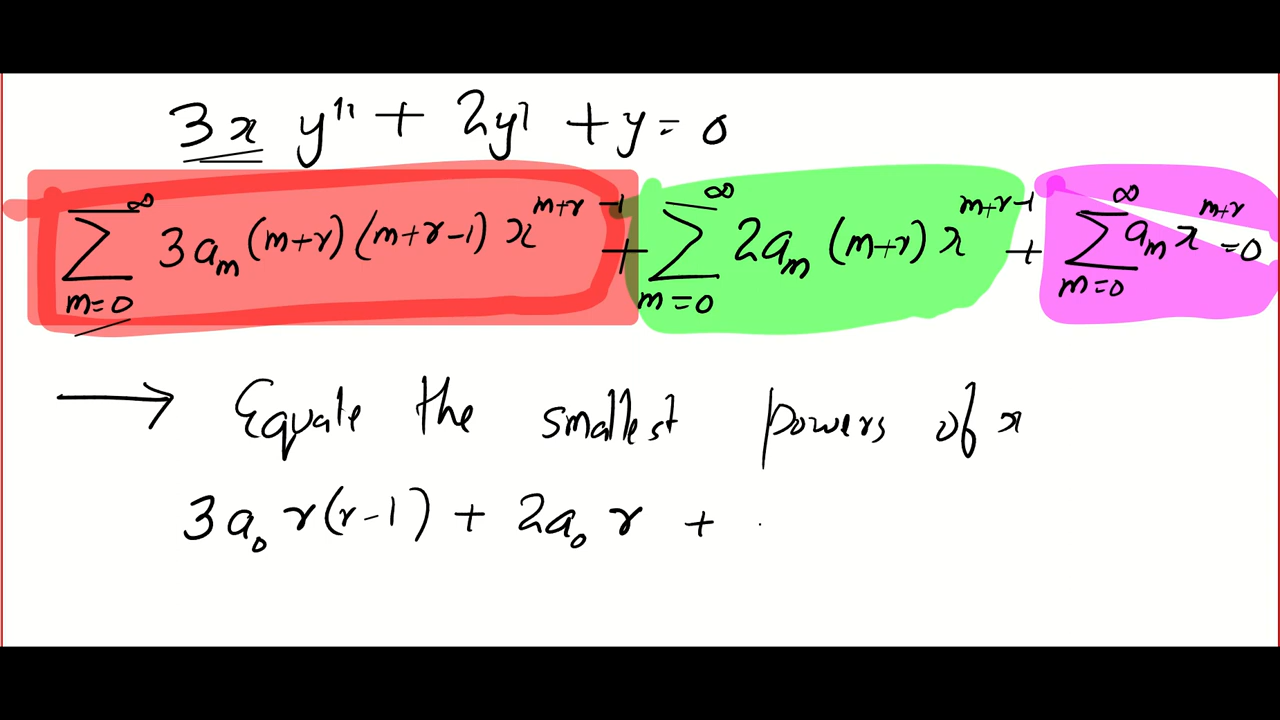 3x y'' + 2y' + y = 0
∑_{m=0}^{∞} 3a_m (m+r)(m+r-1) x^{m+r-1} + ∑_{m=0}^{∞} 2a_m (m+r) x^{m+r-1} + ∑_{m=0}^{∞} a_m x^{m+r} = 0
→ Equate the smallest powers of x
3a_0 r(r-1) + 2a_0 r +